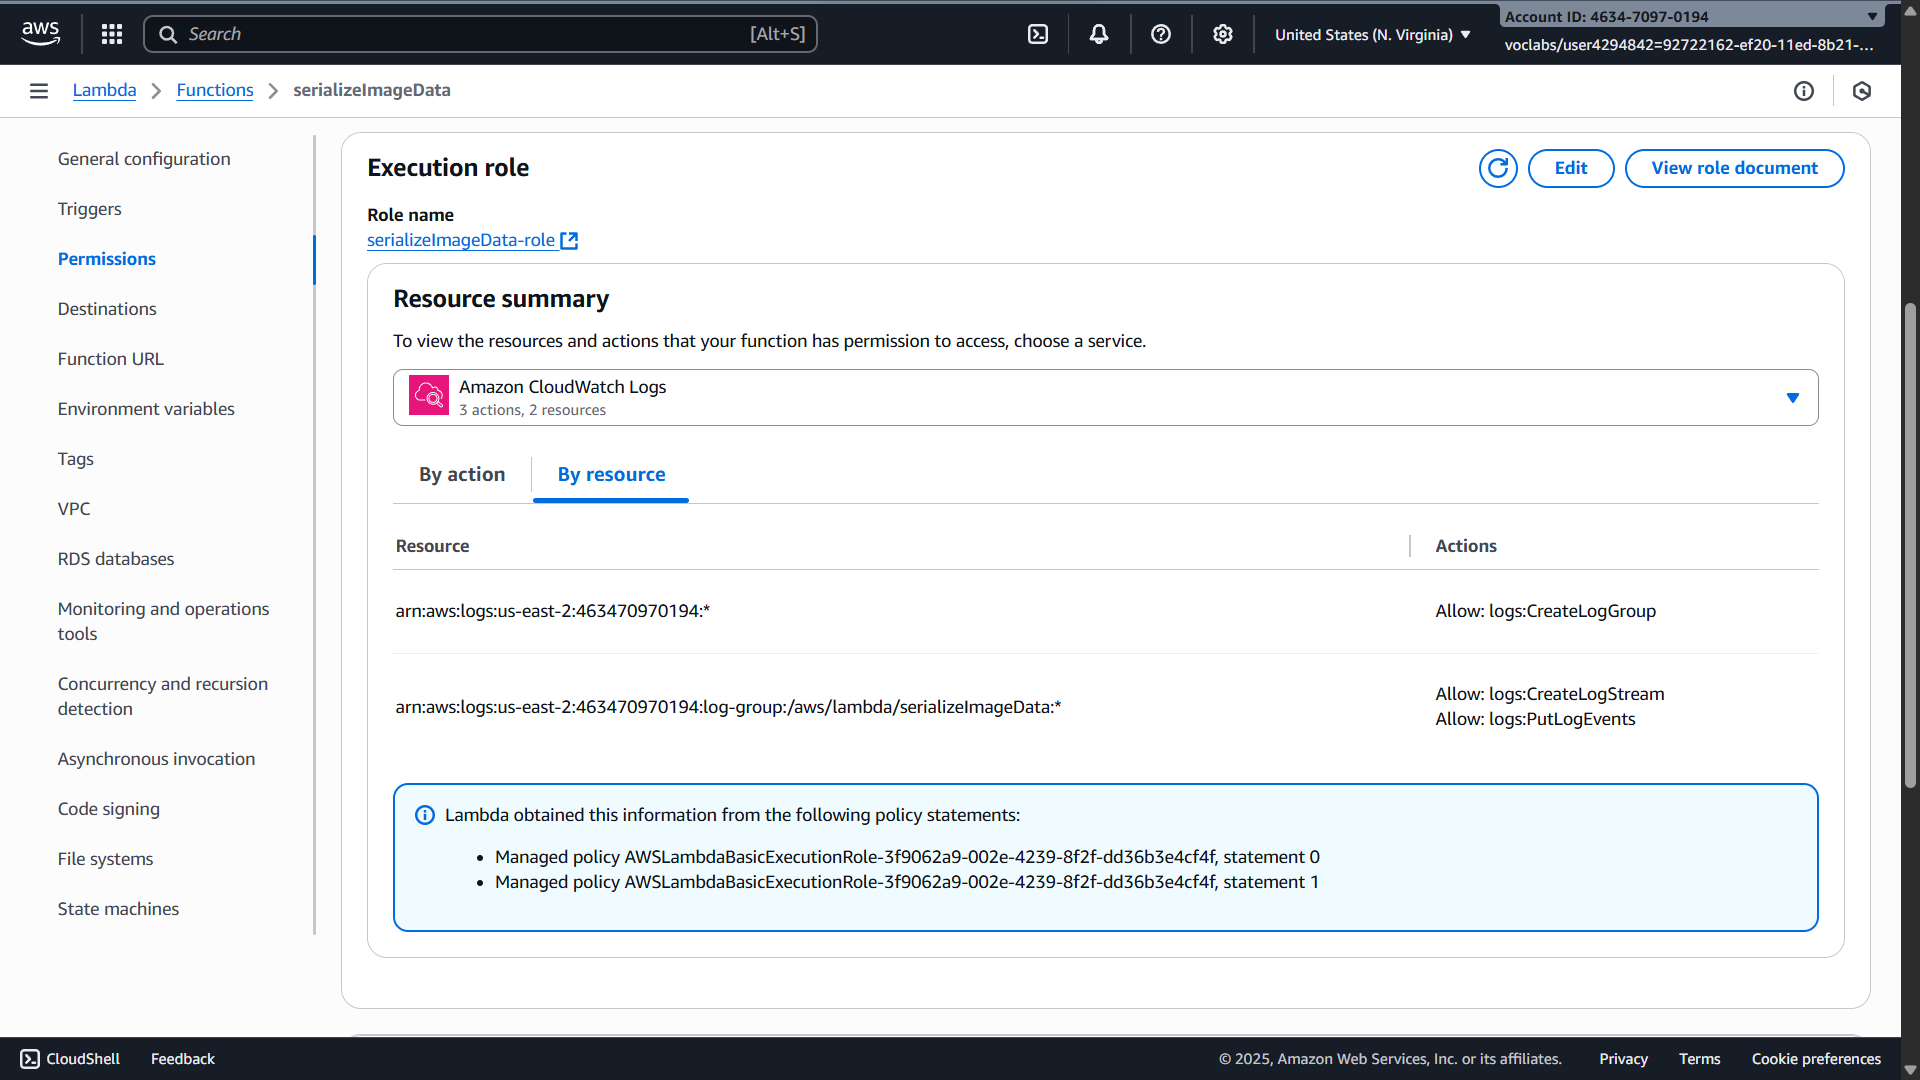 aws
Search
[Alt+S]
United States (N. Virginia)
Account ID: 4634-7097-0194
voclabs/user4294842=92722162-ef20-11ed-8b21-...
Lambda
Functions
serializeImageData
General configuration
Triggers
Permissions
Destinations
Function URL
Environment variables
Tags
VPC
RDS databases
Monitoring and operations
tools
Concurrency and recursion
detection
Asynchronous invocation
Code signing
File systems
State machines
Execution role
Edit
View role document
Role name
serializeImageData-role
Resource summary
To view the resources and actions that your function has permission to access, choose a service.
Amazon CloudWatch Logs
3 actions, 2 resources
By action
By resource
Resource
Actions
arn:aws:logs:us-east-2:463470970194:*
Allow: logs:CreateLogGroup
arn:aws:logs:us-east-2:463470970194:log-group:/aws/lambda/serializeImageData:*
Allow: logs:CreateLogStream
Allow: logs:PutLogEvents
Lambda obtained this information from the following policy statements:
• Managed policy AWSLambdaBasicExecutionRole-3f9062a9-002e-4239-8f2f-dd36b3e4cf4f, statement 0
• Managed policy AWSLambdaBasicExecutionRole-3f9062a9-002e-4239-8f2f-dd36b3e4cf4f, statement 1
CloudShell
Feedback
© 2025, Amazon Web Services, Inc. or its affiliates.
Privacy
Terms
Cookie preferences